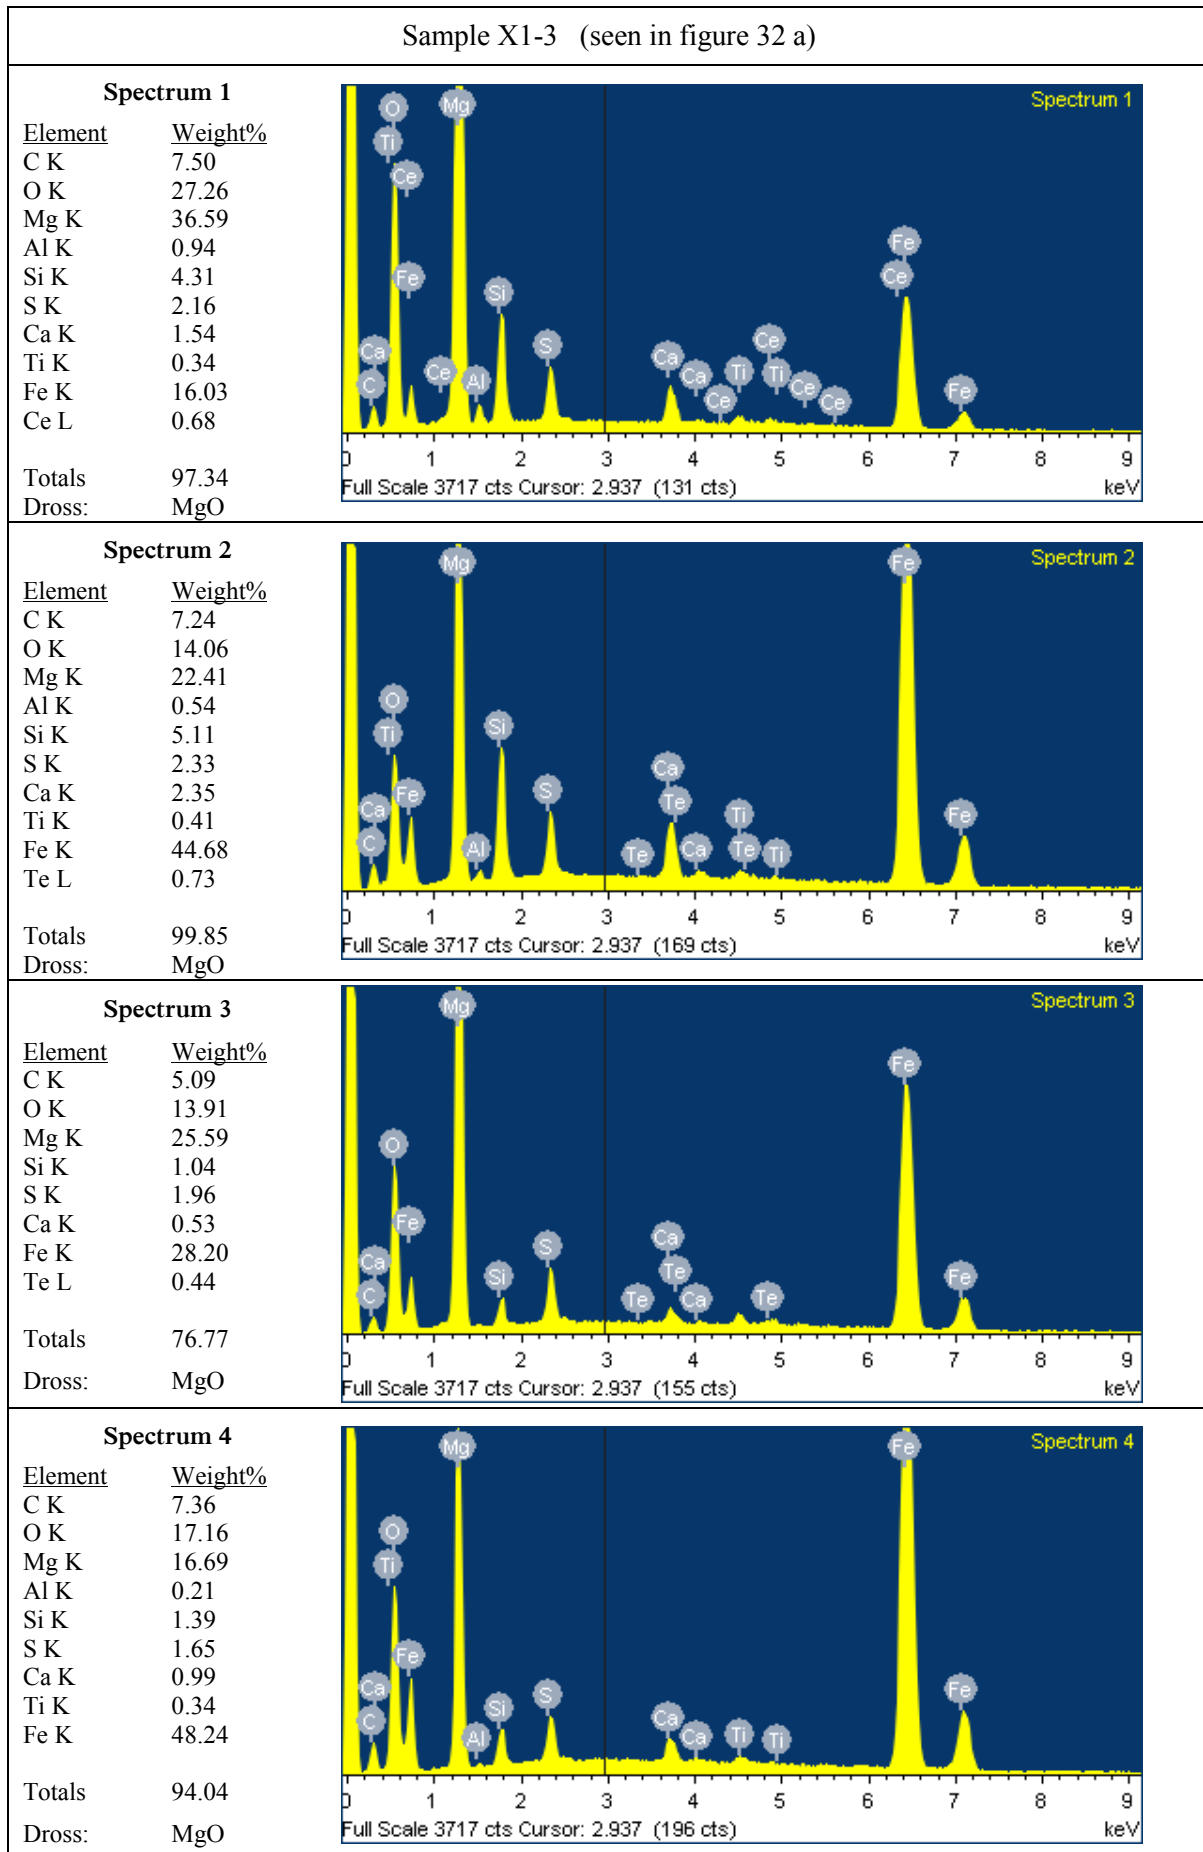 Sample X1-3 (seen in figure 32 a)
Spectrum 1
Element Weight%
C K 7.50
O K 27.26
Mg K 36.59
Al K 0.94
Si K 4.31
S K 2.16
Ca K 1.54
Ti K 0.34
Fe K 16.03
Ce L 0.68
Totals 97.34
Dross: MgO
Spectrum 1
O Mg
Ti
Ce
Fe
Fe Ce
Si
Ca C
Ce Al
S
Ca Ca Ce Ti Ce Ti Ce Ce
Fe
0 1 2 3 4 5 6 7 8 9
Full Scale 3717 cts Cursor: 2.937 (131 cts) keV
Spectrum 2
Element Weight%
C K 7.24
O K 14.06
Mg K 22.41
Al K 0.54
Si K 5.11
S K 2.33
Ca K 2.35
Ti K 0.41
Fe K 44.68
Te L 0.73
Totals 99.85
Dross: MgO
Spectrum 2
Mg Fe
O
Ti Si
Ca Fe S Ca Te Ti
C Al Te Ca Te Ti Fe
0 1 2 3 4 5 6 7 8 9
Full Scale 3717 cts Cursor: 2.937 (169 cts) keV
Spectrum 3
Element Weight%
C K 5.09
O K 13.91
Mg K 25.59
Si K 1.04
S K 1.96
Ca K 0.53
Fe K 28.20
Te L 0.44
Totals 76.77
Dross: MgO
Spectrum 3
Mg
Fe
O
Fe
Ca S Ca
C Si Te Te Ca Te Fe
0 1 2 3 4 5 6 7 8 9
Full Scale 3717 cts Cursor: 2.937 (155 cts) keV
Spectrum 4
Element Weight%
C K 7.36
O K 17.16
Mg K 16.69
Al K 0.21
Si K 1.39
S K 1.65
Ca K 0.99
Ti K 0.34
Fe K 48.24
Totals 94.04
Dross: MgO
Spectrum 4
Mg Fe
O
Ti
Fe
Ca Si S Fe
C Al Ca Ca Ti Ti
0 1 2 3 4 5 6 7 8 9
Full Scale 3717 cts Cursor: 2.937 (196 cts) keV